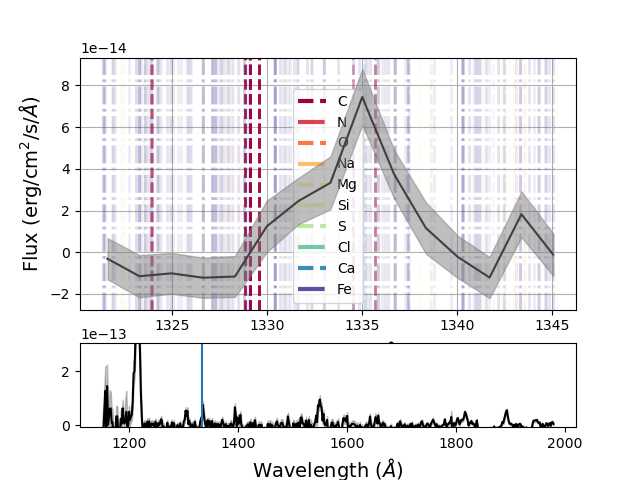 1e−14
8
6
4
2
0
−2
Flux (erg/cm²/s/Å)
C
N
O
Na
Mg
Si
S
Cl
Ca
Fe
1325 1330 1335 1340 1345
1e−13
2
0
1200 1400 1600 1800 2000
Wavelength (Å)